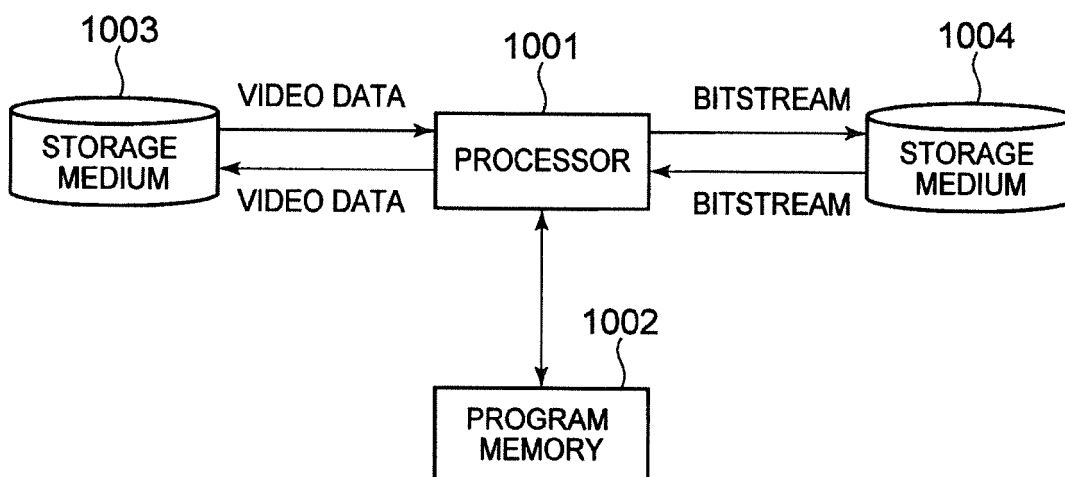 1003
1001
1004
VIDEO DATA
BITSTREAM
STORAGE
MEDIUM
PROCESSOR
STORAGE
MEDIUM
VIDEO DATA
BITSTREAM
1002
PROGRAM
MEMORY